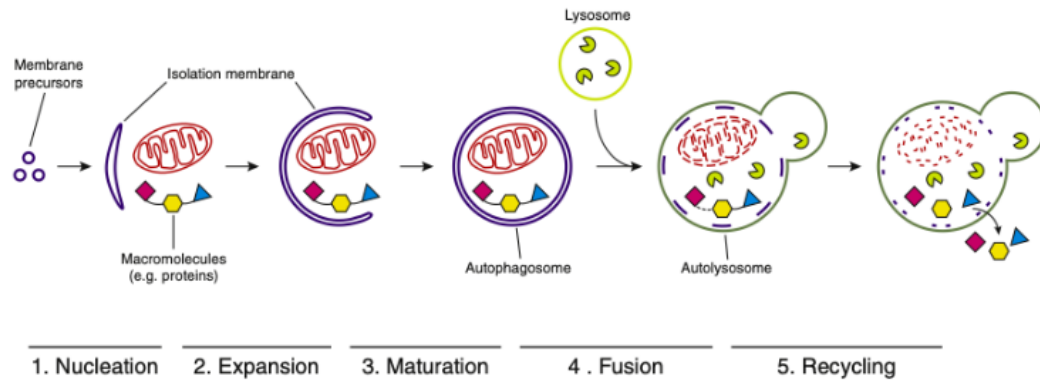 Lysosome
Membrane
precursors
Isolation membrane
Macromolecules
(e.g. proteins)
Autophagosome
Autolysosome
1. Nucleation
2. Expansion
3. Maturation
4 . Fusion
5. Recycling